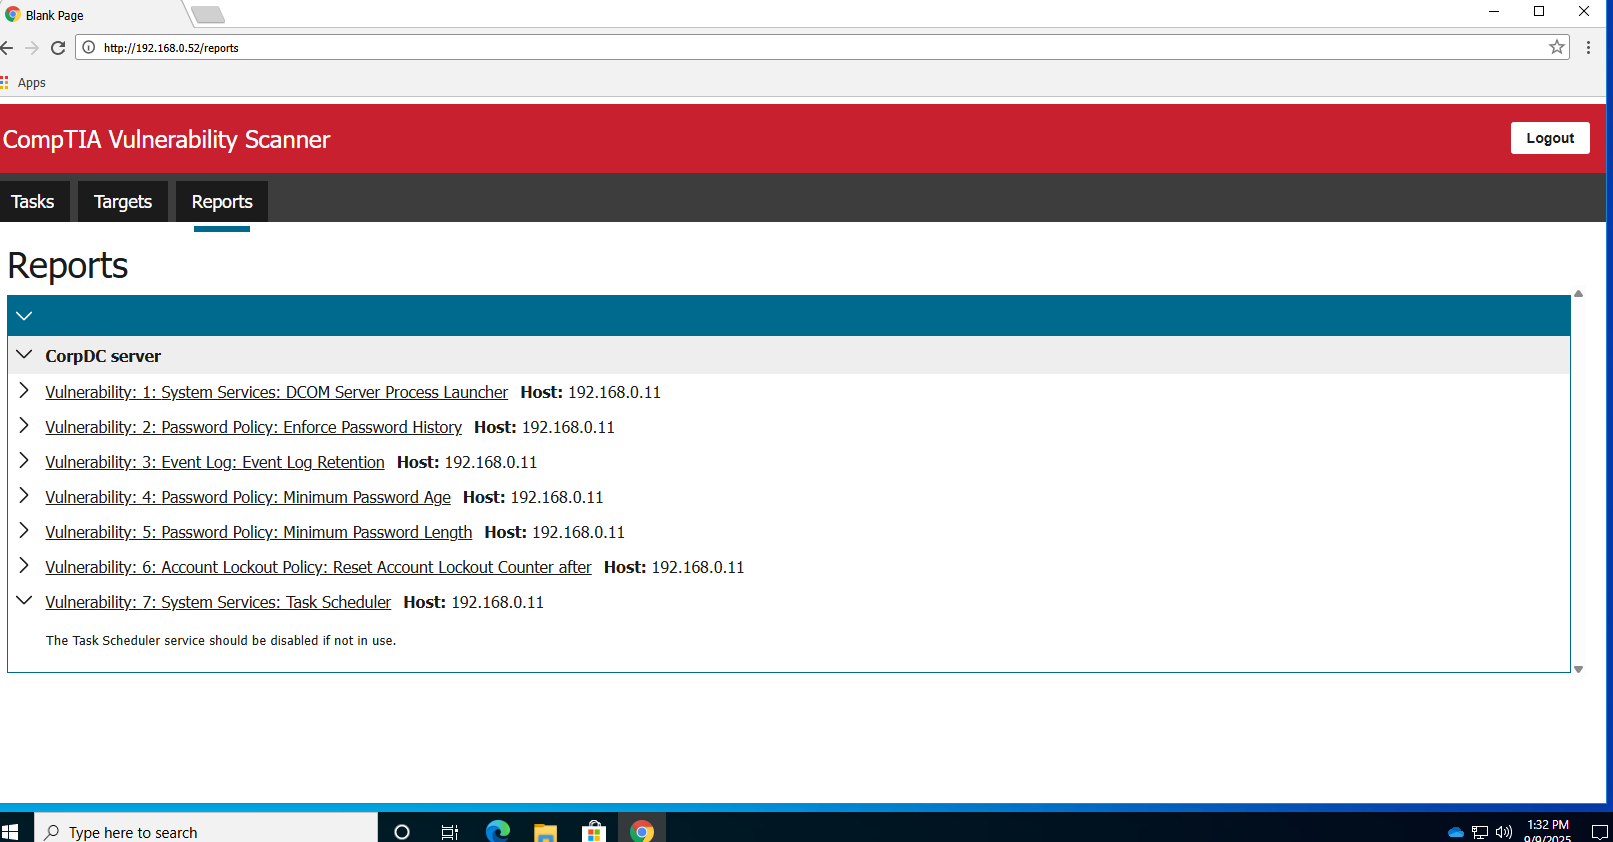 Blank Page
http://192.168.0.52/reports
Apps
CompTIA Vulnerability Scanner
Logout
Tasks
Targets
Reports
Reports
CorpDC server
Vulnerability: 1: System Services: DCOM Server Process Launcher Host: 192.168.0.11
Vulnerability: 2: Password Policy: Enforce Password History Host: 192.168.0.11
Vulnerability: 3: Event Log: Event Log Retention Host: 192.168.0.11
Vulnerability: 4: Password Policy: Minimum Password Age Host: 192.168.0.11
Vulnerability: 5: Password Policy: Minimum Password Length Host: 192.168.0.11
Vulnerability: 6: Account Lockout Policy: Reset Account Lockout Counter after Host: 192.168.0.11
Vulnerability: 7: System Services: Task Scheduler Host: 192.168.0.11
The Task Scheduler service should be disabled if not in use.
Type here to search
1:32 PM
9/9/2025